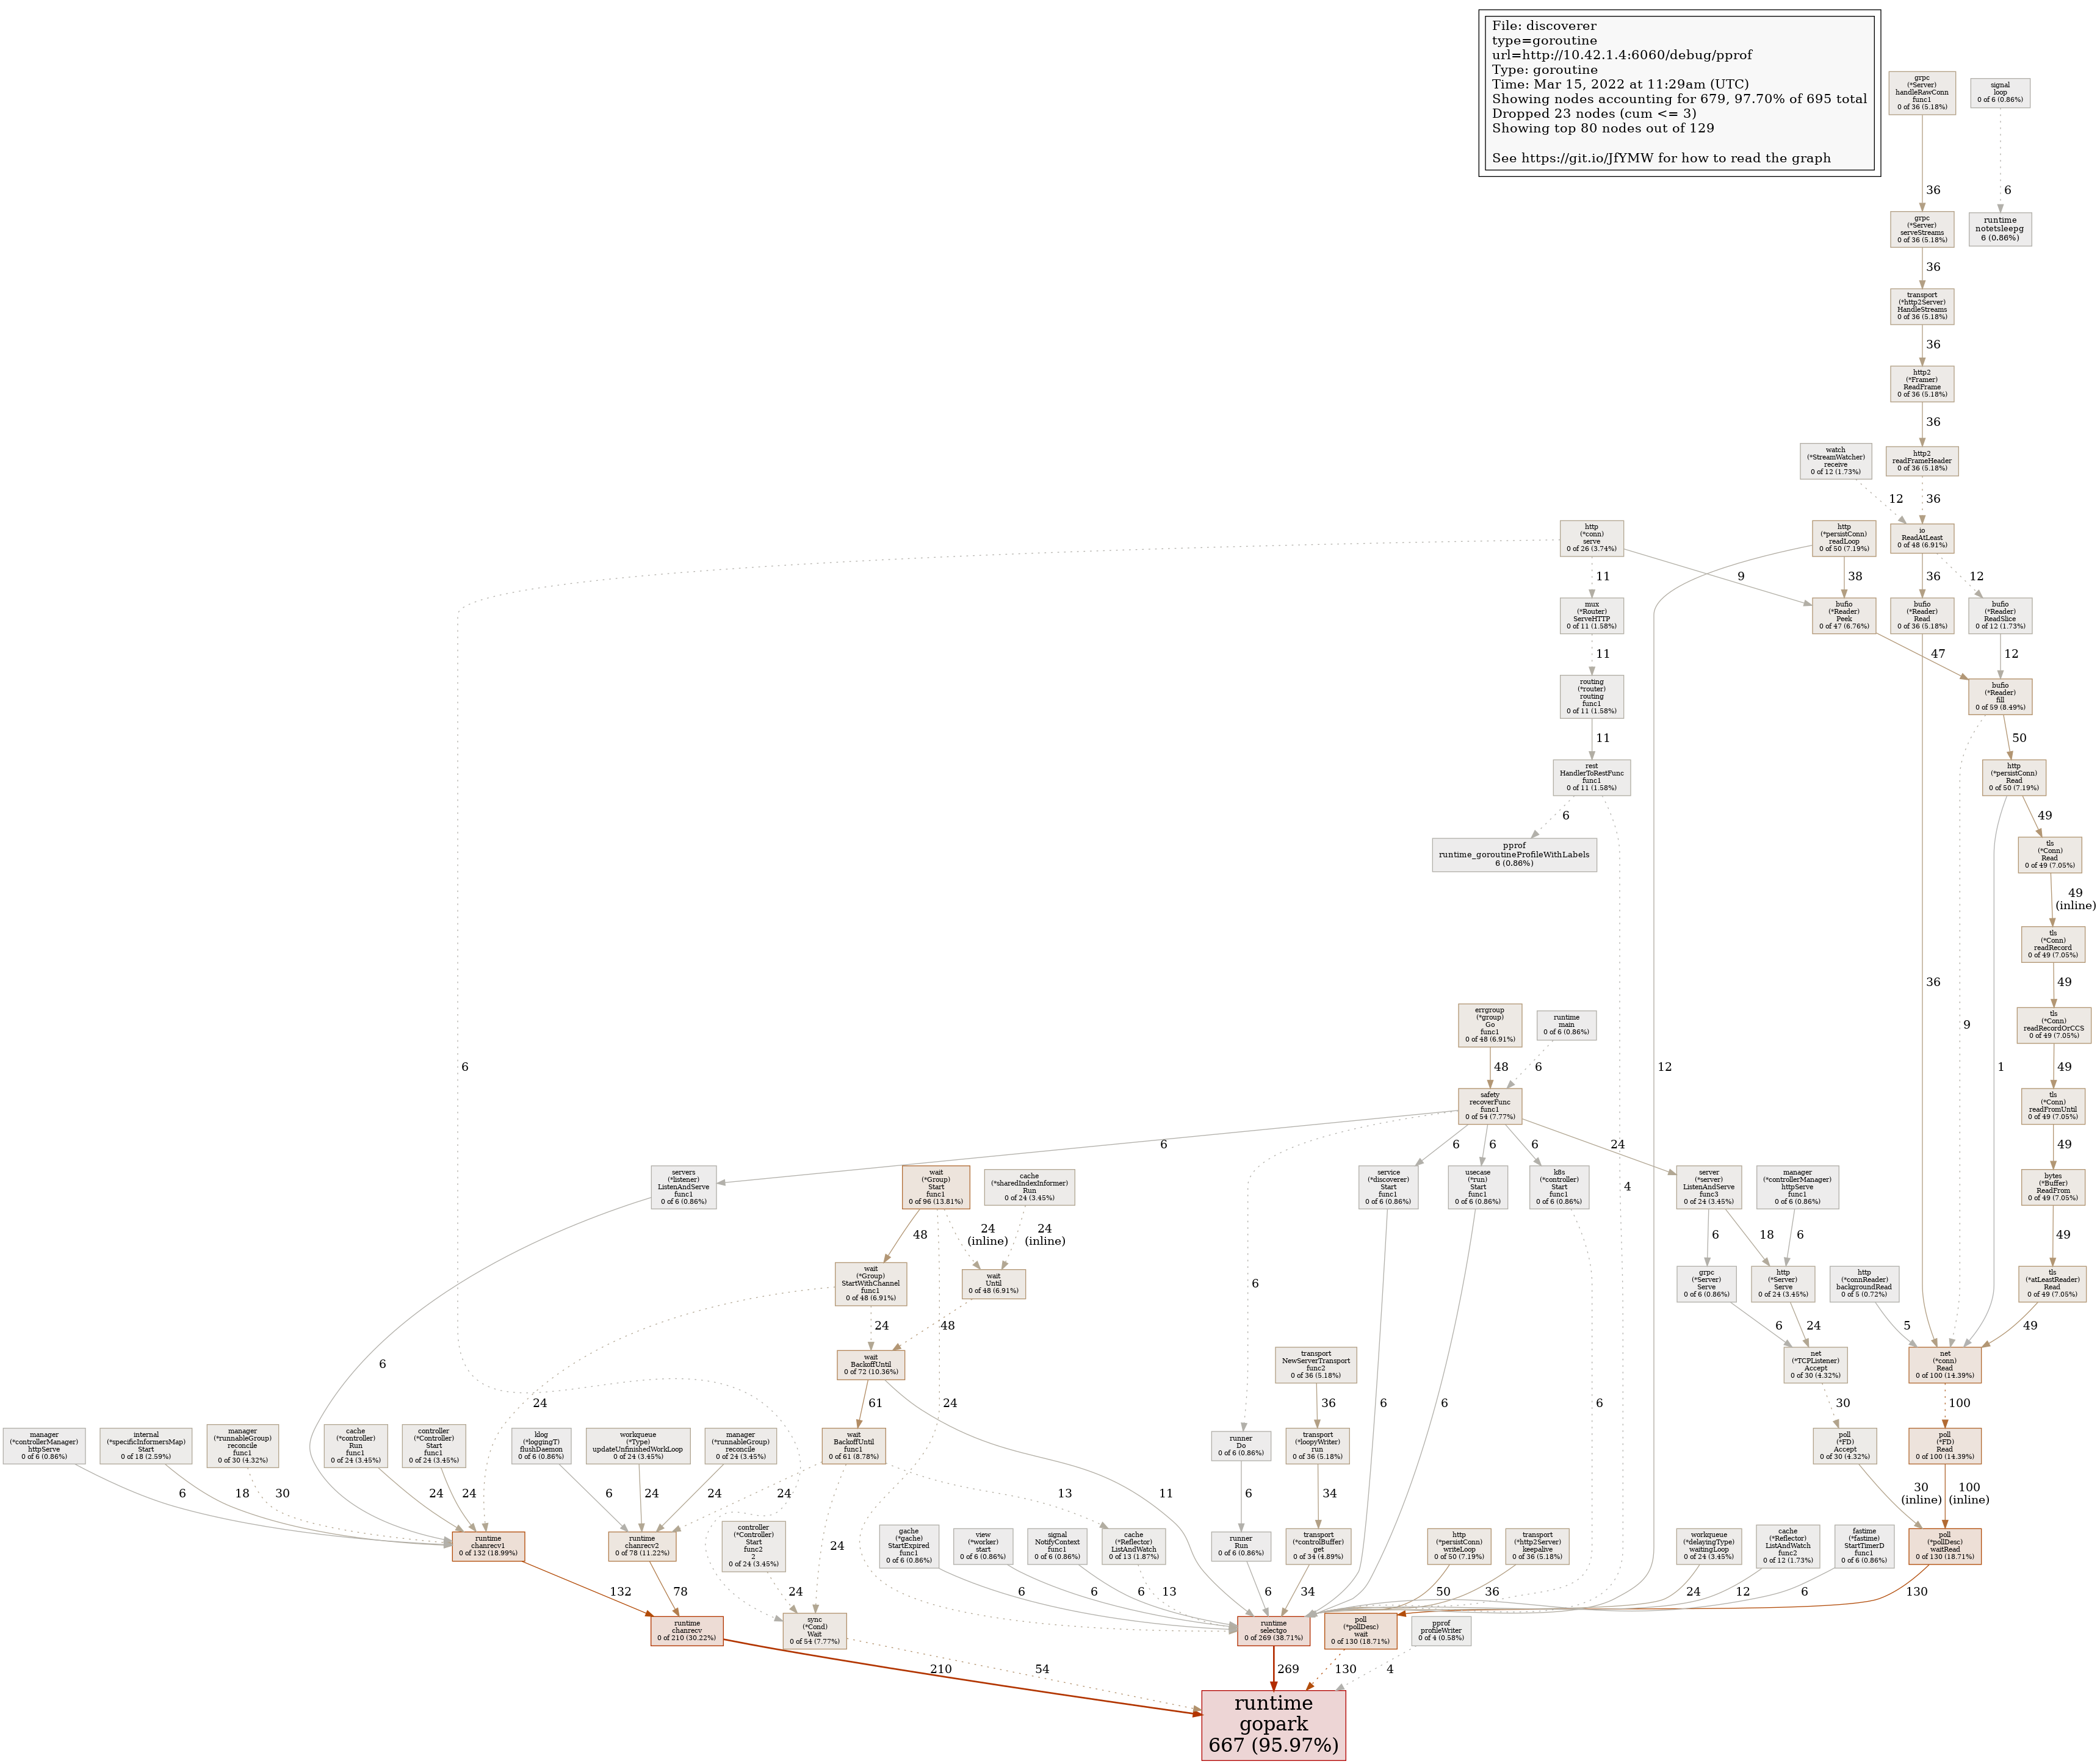 File: discoverer
type=goroutine
url=http://10.42.1.4:6060/debug/pprof
Type: goroutine
Time: Mar 15, 2022 at 11:29am (UTC)
Showing nodes accounting for 679, 97.70% of 695 total
Dropped 23 nodes (cum <= 3)
Showing top 80 nodes out of 129
See https://git.io/JfYMW for how to read the graph
grpc
(*Server)
handleRawConn
func1
0 of 36 (5.18%)
signal
loop
0 of 6 (0.86%)
36
6
grpc
(*Server)
serveStreams
0 of 36 (5.18%)
runtime
notetsleepg
6 (0.86%)
36
transport
(*http2Server)
HandleStreams
0 of 36 (5.18%)
36
http2
(*Framer)
ReadFrame
0 of 36 (5.18%)
36
watch
(*StreamWatcher)
receive
0 of 12 (1.73%)
http2
readFrameHeader
0 of 36 (5.18%)
12
36
http
(*conn)
serve
0 of 26 (3.74%)
http
(*persistConn)
readLoop
0 of 50 (7.19%)
io
ReadAtLeast
0 of 48 (6.91%)
11
9
38
36
12
mux
(*Router)
ServeHTTP
0 of 11 (1.58%)
bufio
(*Reader)
Peek
0 of 47 (6.76%)
bufio
(*Reader)
Read
0 of 36 (5.18%)
bufio
(*Reader)
ReadSlice
0 of 12 (1.73%)
11
47
12
routing
(*router)
routing
func1
0 of 11 (1.58%)
bufio
(*Reader)
fill
0 of 59 (8.49%)
11
50
rest
HandlerToRestFunc
func1
0 of 11 (1.58%)
http
(*persistConn)
Read
0 of 50 (7.19%)
6
49
pprof
runtime_goroutineProfileWithLabels
6 (0.86%)
tls
(*Conn)
Read
0 of 49 (7.05%)
49
(inline)
tls
(*Conn)
readRecord
0 of 49 (7.05%)
36
49
errgroup
(*group)
Go
func1
0 of 48 (6.91%)
runtime
main
0 of 6 (0.86%)
tls
(*Conn)
readRecordOrCCS
0 of 49 (7.05%)
6
48
6
12
9
1
49
safety
recoverFunc
func1
0 of 54 (7.77%)
tls
(*Conn)
readFromUntil
0 of 49 (7.05%)
6
6
6
6
24
49
servers
(*listener)
ListenAndServe
func1
0 of 6 (0.86%)
wait
(*Group)
Start
func1
0 of 96 (13.81%)
cache
(*sharedIndexInformer)
Run
0 of 24 (3.45%)
service
(*discoverer)
Start
func1
0 of 6 (0.86%)
usecase
(*run)
Start
func1
0 of 6 (0.86%)
k8s
(*controller)
Start
func1
0 of 6 (0.86%)
4
server
(*server)
ListenAndServe
func3
0 of 24 (3.45%)
manager
(*controllerManager)
httpServe
func1
0 of 6 (0.86%)
bytes
(*Buffer)
ReadFrom
0 of 49 (7.05%)
48
24
(inline)
24
(inline)
6
18
6
49
wait
(*Group)
StartWithChannel
func1
0 of 48 (6.91%)
wait
Until
0 of 48 (6.91%)
6
grpc
(*Server)
Serve
0 of 6 (0.86%)
http
(*Server)
Serve
0 of 24 (3.45%)
http
(*connReader)
backgroundRead
0 of 5 (0.72%)
tls
(*atLeastReader)
Read
0 of 49 (7.05%)
24
48
6
24
5
49
6
wait
BackoffUntil
0 of 72 (10.36%)
transport
NewServerTransport
func2
0 of 36 (5.18%)
net
(*TCPListener)
Accept
0 of 30 (4.32%)
net
(*conn)
Read
0 of 100 (14.39%)
24
61
24
36
6
6
6
30
100
manager
(*controllerManager)
httpServe
0 of 6 (0.86%)
internal
(*specificInformersMap)
Start
0 of 18 (2.59%)
manager
(*runnableGroup)
reconcile
func1
0 of 30 (4.32%)
cache
(*controller)
Run
func1
0 of 24 (3.45%)
controller
(*Controller)
Start
func1
0 of 24 (3.45%)
klog
(*loggingT)
flushDaemon
0 of 6 (0.86%)
workqueue
(*Type)
updateUnfinishedWorkLoop
0 of 24 (3.45%)
manager
(*runnableGroup)
reconcile
0 of 24 (3.45%)
wait
BackoffUntil
func1
0 of 61 (8.78%)
runner
Do
0 of 6 (0.86%)
transport
(*loopyWriter)
run
0 of 36 (5.18%)
poll
(*FD)
Accept
0 of 30 (4.32%)
poll
(*FD)
Read
0 of 100 (14.39%)
6
18
30
24
24
6
24
24
24
13
11
6
34
30
(inline)
100
(inline)
runtime
chanrecv1
0 of 132 (18.99%)
runtime
chanrecv2
0 of 78 (11.22%)
controller
(*Controller)
Start
func2
2
0 of 24 (3.45%)
24
gache
(*gache)
StartExpired
func1
0 of 6 (0.86%)
view
(*worker)
start
0 of 6 (0.86%)
signal
NotifyContext
func1
0 of 6 (0.86%)
cache
(*Reflector)
ListAndWatch
0 of 13 (1.87%)
runner
Run
0 of 6 (0.86%)
transport
(*controlBuffer)
get
0 of 34 (4.89%)
http
(*persistConn)
writeLoop
0 of 50 (7.19%)
transport
(*http2Server)
keepalive
0 of 36 (5.18%)
workqueue
(*delayingType)
waitingLoop
0 of 24 (3.45%)
cache
(*Reflector)
ListAndWatch
func2
0 of 12 (1.73%)
fastime
(*fastime)
StartTimerD
func1
0 of 6 (0.86%)
poll
(*pollDesc)
waitRead
0 of 130 (18.71%)
132
78
24
6
6
6
13
6
34
50
36
24
12
6
130
runtime
chanrecv
0 of 210 (30.22%)
sync
(*Cond)
Wait
0 of 54 (7.77%)
runtime
selectgo
0 of 269 (38.71%)
poll
(*pollDesc)
wait
0 of 130 (18.71%)
pprof
profileWriter
0 of 4 (0.58%)
210
54
269
130
4
runtime
gopark
667 (95.97%)